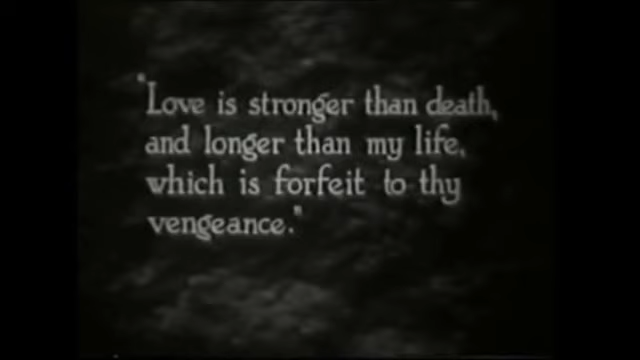 "Love is stronger than death,
and longer than my life,
which is forfeit to thy
vengeance."